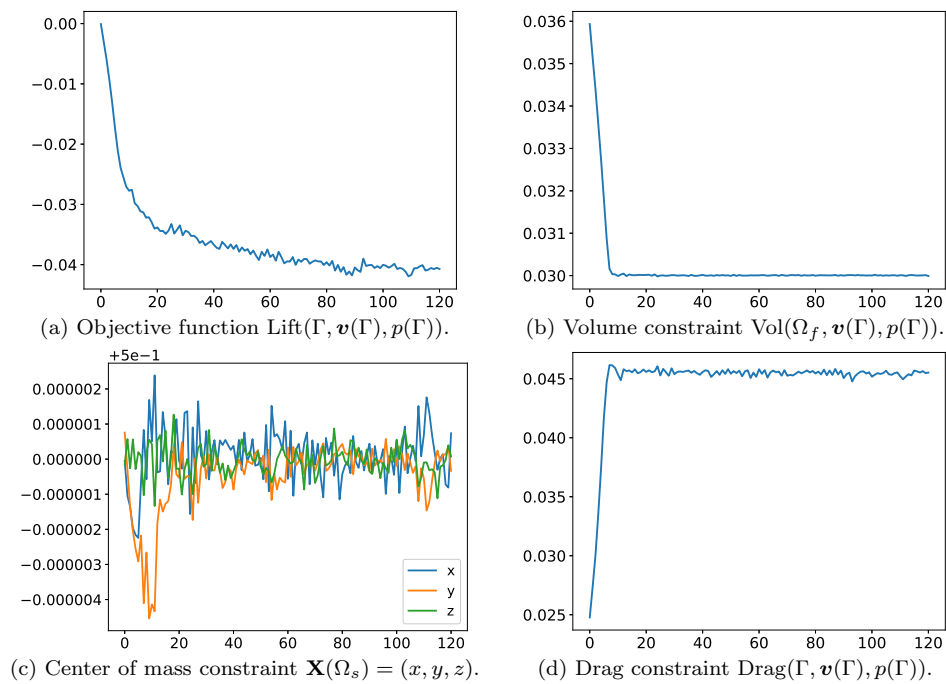 0.00
−0.01
−0.02
−0.03
−0.04
0 20 40 60 80 100 120
(a) Objective function Lift(Γ, v(Γ), p(Γ)).
0.036
0.035
0.034
0.033
0.032
0.031
0.030
0 20 40 60 80 100 120
(b) Volume constraint Vol(Ω_f, v(Γ), p(Γ)).
+5e−1
0.000002
0.000001
0.000000
−0.000001
−0.000002
−0.000003
−0.000004
x
y
z
0 20 40 60 80 100 120
(c) Center of mass constraint X(Ω_s) = (x, y, z).
0.045
0.040
0.035
0.030
0.025
0 20 40 60 80 100 120
(d) Drag constraint Drag(Γ, v(Γ), p(Γ)).